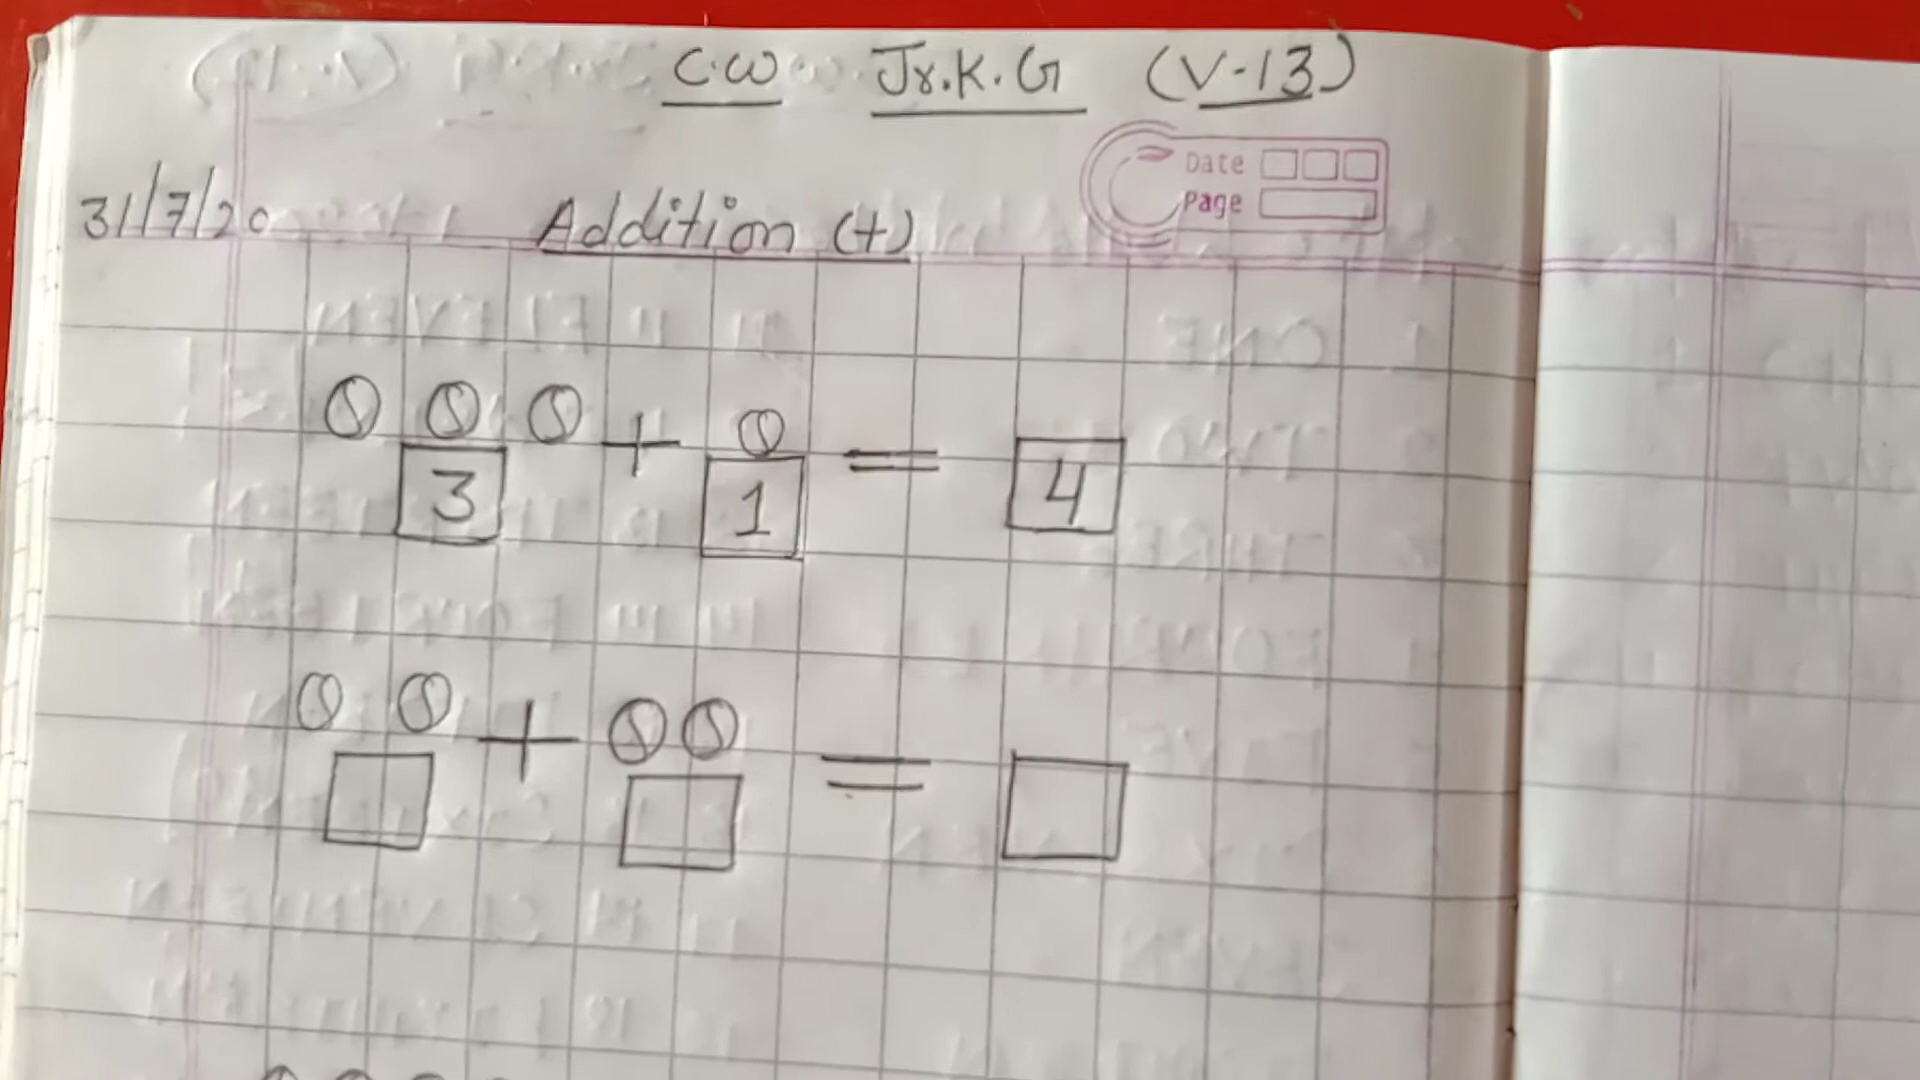 C.W Jr.K.G (V-13)
Date
Page
31/7/20 Addition (+)
+ =
3 1 4
+ =